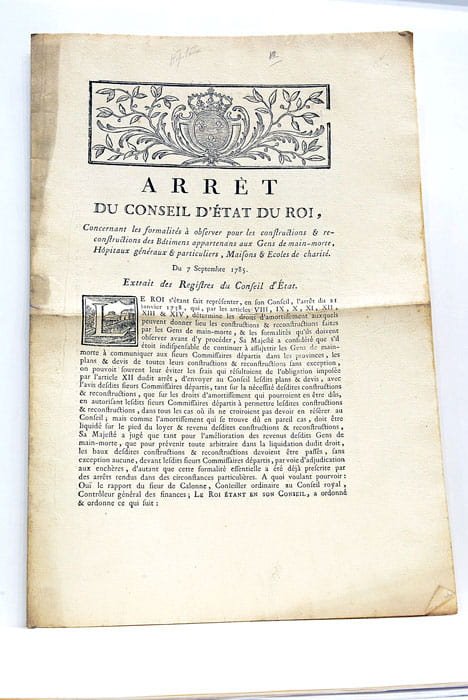 ARRÈT
DU CONSEIL D'ÉTAT DU ROI,
Concernant les formalités à observer pour les constructions & re-
constructions des Bâtimens appartenans aux Gens de main-morte,
Hôpitaux généraux & particuliers, Maisons & Ecoles de charité.
Du 7 Septembre 1785.
Extrait des Registres du Conseil d'État.
LE ROI s'étant fait représenter, en son Conseil, l'arrêt du 21
janvier 1738, qui, par les articles VIII, IX, X, XI, XII,
XIII & XIV, détermine les droits d'amortissement auxquels
peuvent donner lieu les constructions & reconstructions faites
par les Gens de main-morte, & les formalités qu'ils doivent
observer avant d'y procéder, Sa Majesté a considéré que s'il
étoit indispensable de continuer à assujettir les Gens de main-
morte à communiquer aux sieurs Commissaires départis dans les provinces, les
plans & devis de toutes leurs constructions & reconstructions sans exception,
on pouvoit surement leur éviter les frais qui résultoient de l'obligation imposée
par l'article XII dudit arrêt, d'envoyer au Conseil lesdits plans & devis, avec
l'avis desdits sieurs Commissaires départis, tant sur la nécessité desdites constructions
& reconstructions, que sur les droits d'amortissement qui pourroient en être dûs,
en autorisant lesdits sieurs Commissaires départis à permettre lesdites constructions
& reconstructions, dans tous les cas où ils ne croiroient pas devoir en référer au
Conseil ; mais comme l'amortissement qui se trouve dû en pareil cas, doit être
liquidé sur le pied du loyer & revenu desdites constructions & reconstructions,
Sa Majesté a jugé que tant pour l'amélioration des revenus desdits Gens de
main-morte, que pour prévenir toute arbitraire dans la liquidation dudit droit,
les baux desdites constructions & reconstructions devoient être passés, sans
exception aucune, devant lesdits sieurs Commissaires départis, par voie d'adjudication
aux enchères, d'autant que cette formalité essentielle a été déjà prescrite par
des arrêts rendus dans des circonstances particulières. A quoi voulant pourvoir :
Oui le rapport du sieur de Calonne, Conseiller ordinaire au Conseil royal,
Contrôleur général des finances ; LE ROI ÉTANT EN SON CONSEIL, a ordonné
& ordonne ce qui suit :